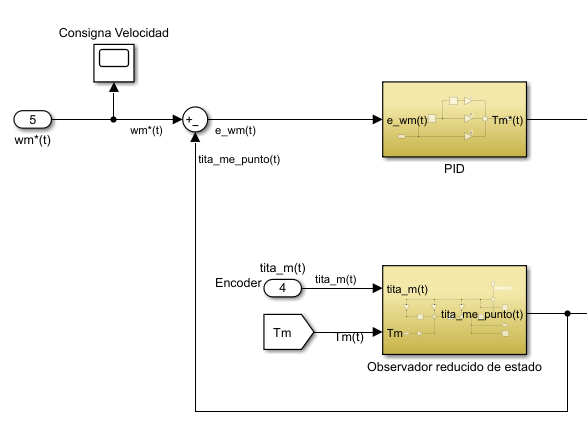 Consigna Velocidad
5
wm*(t)
wm*(t)
+
−
e_wm(t)
tita_me_punto(t)
e_wm(t)
Tm*(t)
PID
tita_m(t)
Encoder
4
tita_m(t)
Tm
Tm(t)
tita_m(t)
tita_me_punto(t)
Tm
Observador reducido de estado